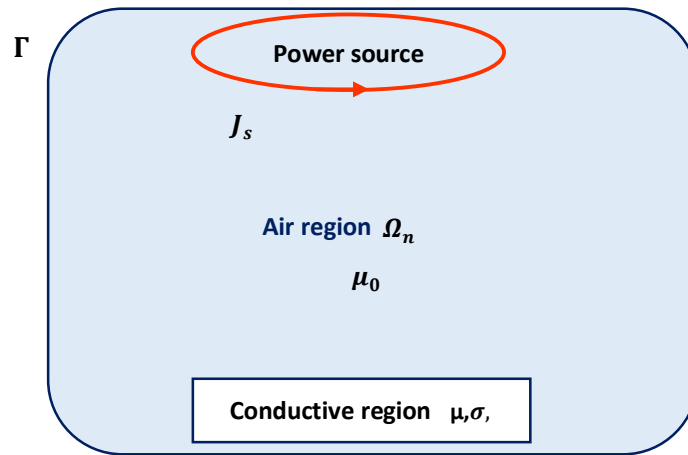 Γ
Power source
J_s
Air region Ω_n
μ_0
Conductive region μ,σ,